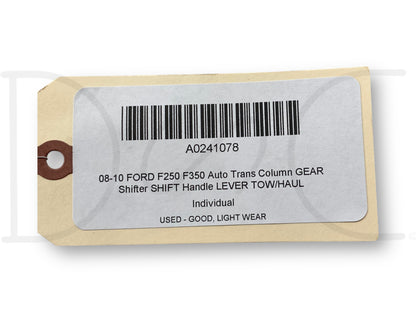 A0241078
08-10 FORD F250 F350 Auto Trans Column GEAR
Shifter SHIFT Handle LEVER TOW/HAUL
Individual
USED - GOOD, LIGHT WEAR